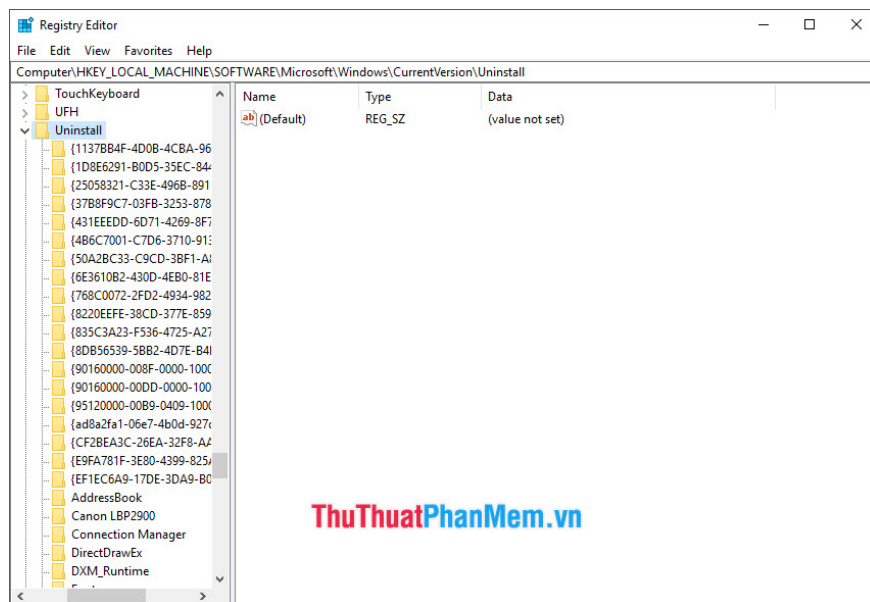 Registry Editor
File Edit View Favorites Help
Computer\HKEY_LOCAL_MACHINE\SOFTWARE\Microsoft\Windows\CurrentVersion\Uninstall
Name Type Data
ab (Default) REG_SZ (value not set)
TouchKeyboard
UFH
Uninstall
{1137BB4F-4D0B-4CBA-96
{1D8E6291-B0D5-35EC-844
{25058321-C33E-496B-891
{37B8F9C7-03FB-3253-878
{431EEEDD-6D71-4269-8F7
{4B6C7001-C7D6-3710-913
{50A2BC33-C9CD-3BF1-A
{6E3610B2-430D-4EB0-81E
{768C0072-2FD2-4934-982
{8220EEFE-38CD-377E-859
{835C3A23-F536-4725-A27
{8DB56539-5BB2-4D7E-B4
{90160000-008F-0000-1000
{90160000-00DD-0000-100
{95120000-00B9-0409-1000
{ad8a2fa1-06e7-4b0d-927
{CF2BEA3C-26EA-32F8-AA
{E9FA781F-3E80-4399-825
{EF1EC6A9-17DE-3DA9-B0
AddressBook
Canon LBP2900
Connection Manager
DirectDrawEx
DXM_Runtime
ThuThuatPhanMem.vn